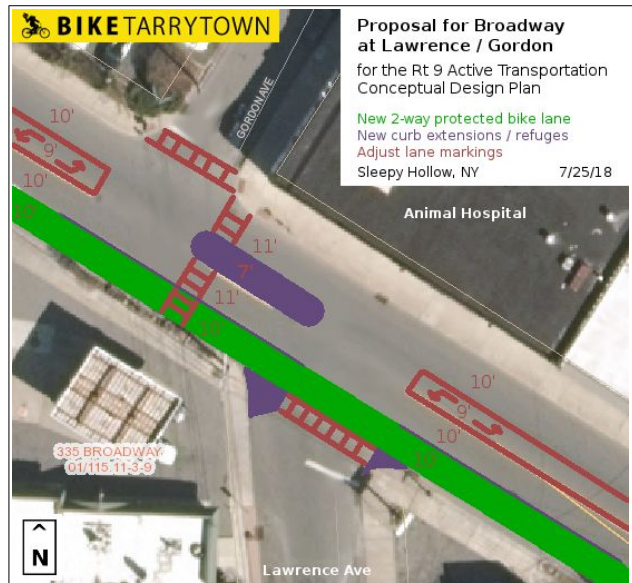 BIKETARRYTOWN
Proposal for Broadway
at Lawrence / Gordon
for the Rt 9 Active Transportation
Conceptual Design Plan
New 2-way protected bike lane
New curb extensions / refuges
Adjust lane markings
Sleepy Hollow, NY 7/25/18
GORDON AVE
Animal Hospital
10'
9'
10'
10'
11'
7'
11'
10'
10'
9'
10'
10'
335 BROADWAY
01/115.11-3-9
N
Lawrence Ave